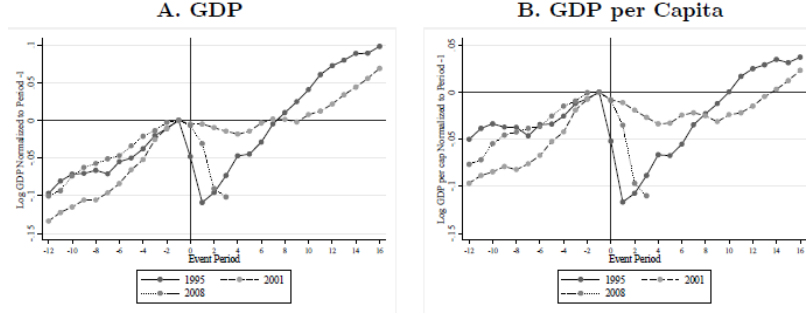 A. GDP
B. GDP per Capita
Log GDP Normalized to Period -1
.1
.05
0
-.05
-.1
-.15
-12 -10 -8 -6 -4 -2 0 2 4 6 8 10 12 14 16
Event Period
1995
2001
2008
Log GDP per cap Normalized to Period -1
.05
0
-.05
-.1
-.15
-12 -10 -8 -6 -4 -2 0 2 4 6 8 10 12 14 16
Event Period
1995
2001
2008